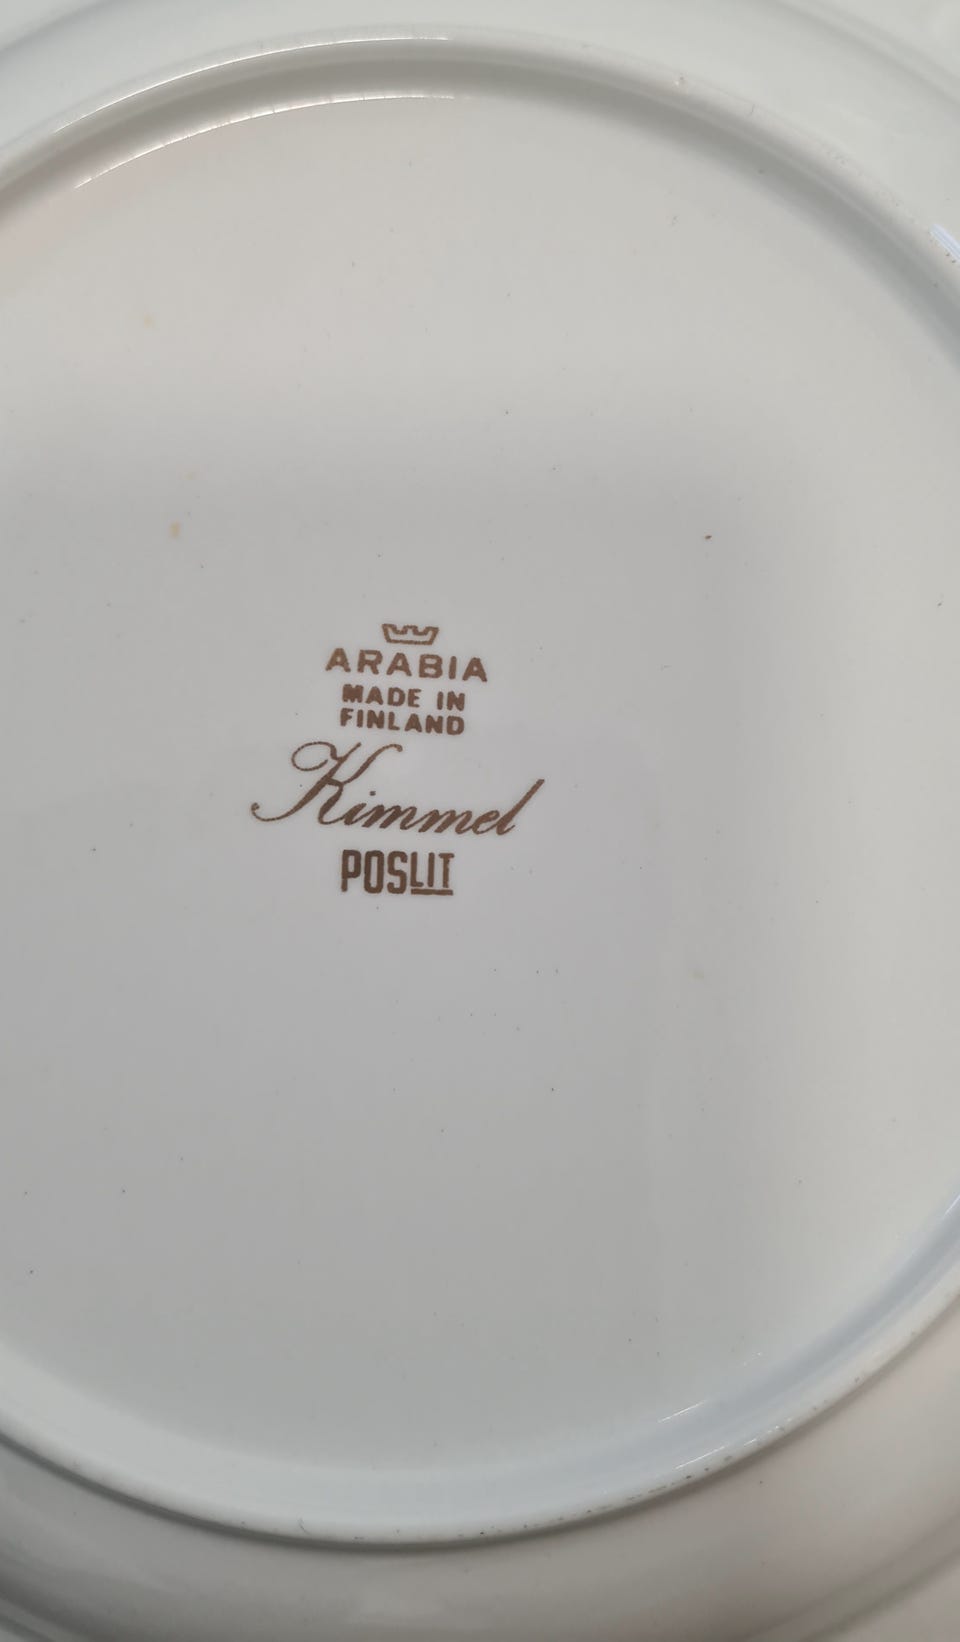 ARABIA
MADE IN
FINLAND
Kimmel
POSLIT